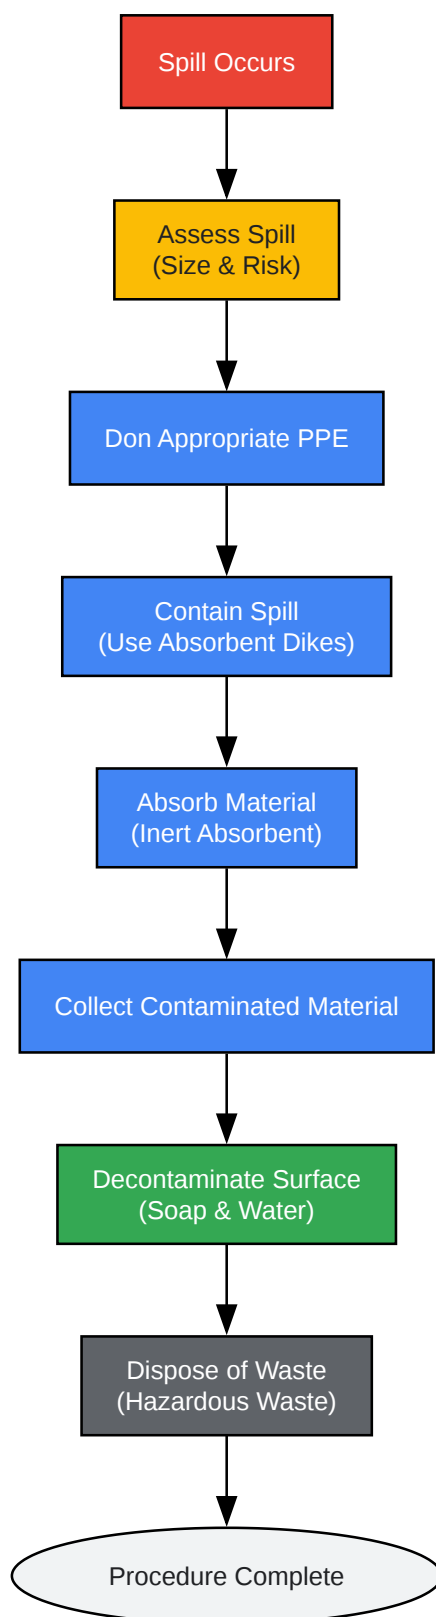 Spill Occurs
Assess Spill
(Size & Risk)
Don Appropriate PPE
Contain Spill
(Use Absorbent Dikes)
Absorb Material
(Inert Absorbent)
Collect Contaminated Material
Decontaminate Surface
(Soap & Water)
Dispose of Waste
(Hazardous Waste)
Procedure Complete